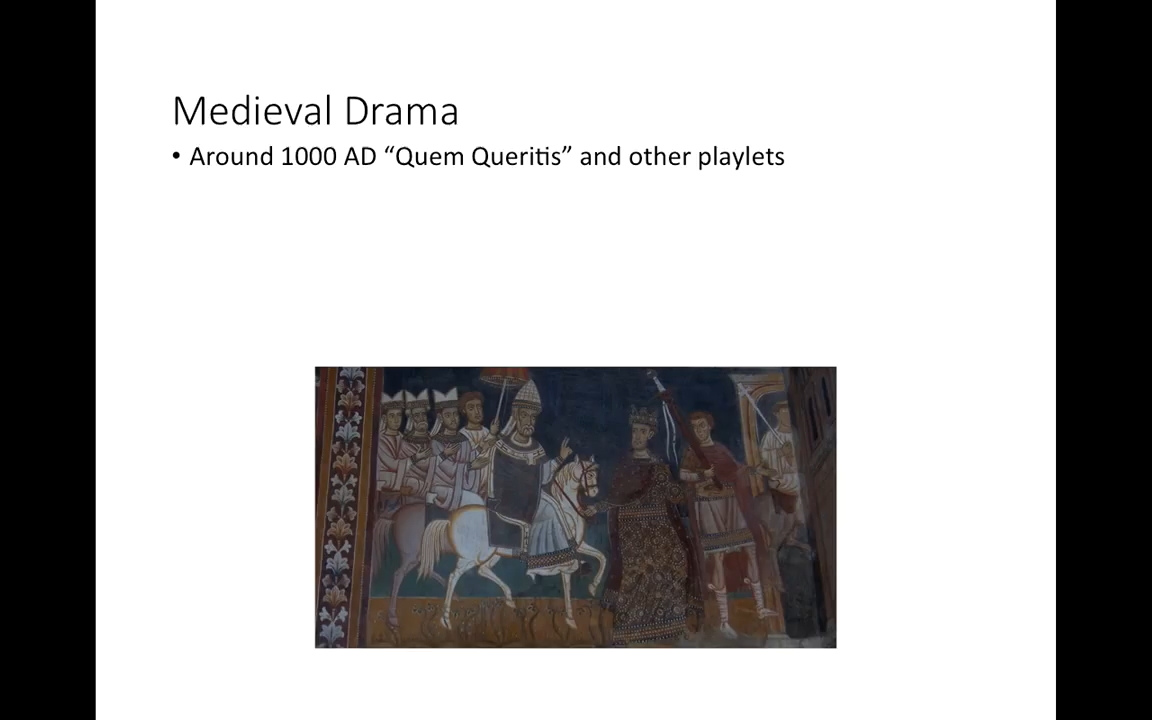 Medieval Drama
• Around 1000 AD “Quem Queritis” and other playlets